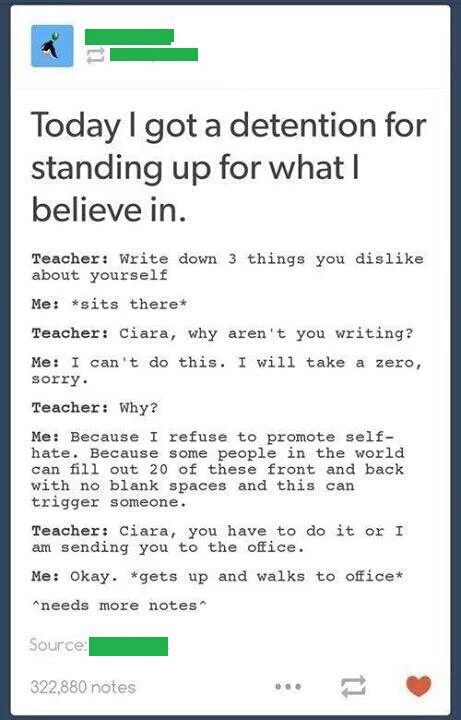 Today I got a detention for
standing up for what I
believe in.
Teacher: Write down 3 things you dislike
about yourself
Me: *sits there*
Teacher: Ciara, why aren't you writing?
Me: I can't do this. I will take a zero,
sorry.
Teacher: Why?
Me: Because I refuse to promote self-
hate. Because some people in the world
can fill out 20 of these front and back
with no blank spaces and this can
trigger someone.
Teacher: Ciara, you have to do it or I
am sending you to the office.
Me: Okay. *gets up and walks to office*
^needs more notes^
Source:
322,880 notes